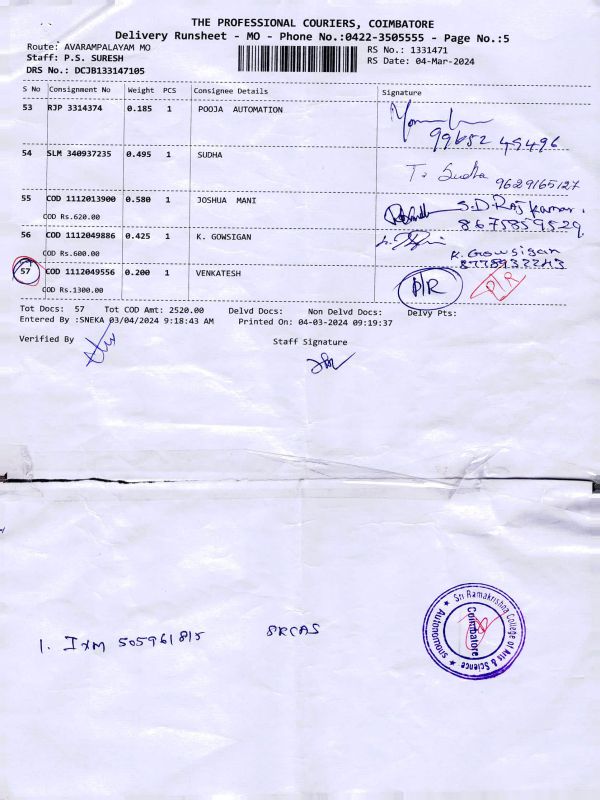 THE PROFESSIONAL COURIERS, COIMBATORE
Delivery Runsheet - MO - Phone No.:0422-3505555 - Page No.:5
Route: AVARAMPALAYAM MO RS No.: 1331471
Staff: P.S. SURESH RS Date: 04-Mar-2024
DRS No.: DCJB133147105
S No Consignment No Weight PCS Consignee Details Signature
53 RJP 3314374 0.185 1 POOJA AUTOMATION
99652 49496
54 SLM 340937235 0.495 1 SUDHA
T. Sudha
9629165127
55 COD 1112013900 0.580 1 JOSHUA MANI
S.D.Raj Kumar.
COD Rs.620.00
8675859529
56 COD 1112049886 0.425 1 K. GOWSIGAN
COD Rs.600.00
K. Gowsigan
8778932243
57 COD 1112049556 0.200 1 VENKATESH
P/R P/R
COD Rs.1300.00
Tot Docs: 57 Tot COD Amt: 2520.00 Delvd Docs: Non Delvd Docs: Delvy Pts:
Entered By :SNEKA 03/04/2024 9:18:43 AM Printed On: 04-03-2024 09:19:37
Verified By Staff Signature
1. IXM 505961815 SRCAS
Sri Ramakrishna College of Arts & Science
Autonomous
Coimbatore